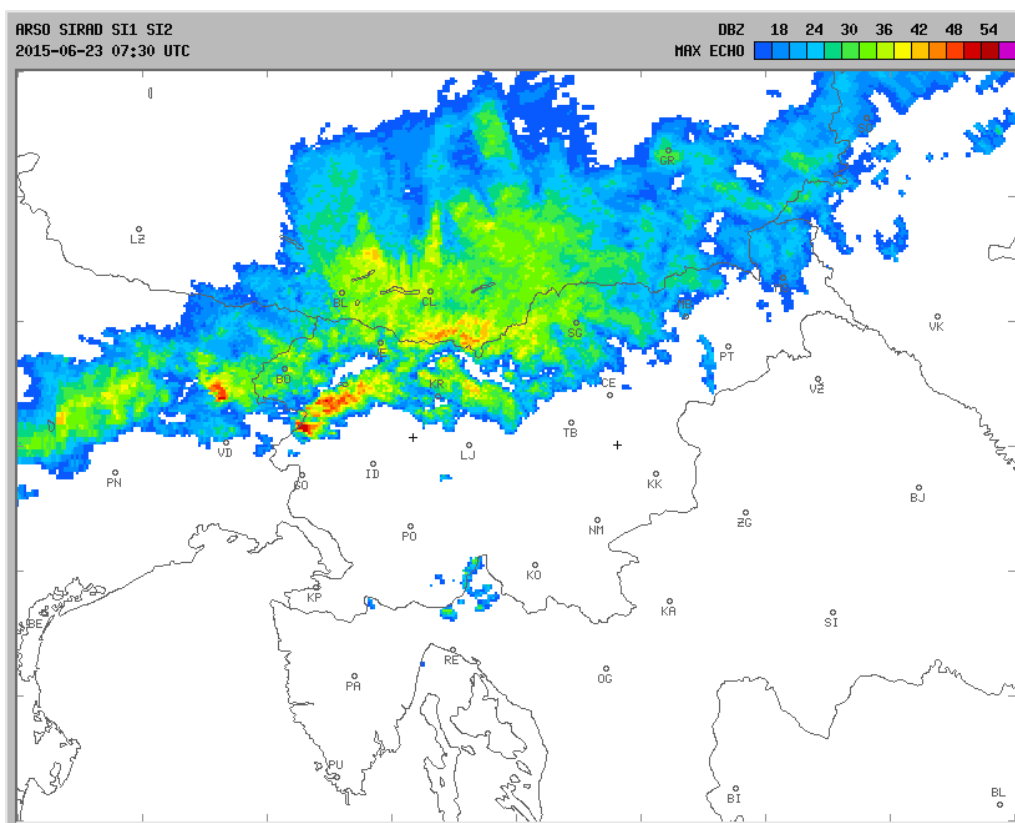 ARSO SIRAD SI1 SI2
DBZ 18 24 30 36 42 48 54
2015-06-23 07:30 UTC
MAX ECHO
GR
LZ
BL
CL
SG
VK
PT
BO
VZ
KR
CE
TB
LJ
VD
PN
GO
ID
KK
BJ
PO
NM
ZG
KO
KP
KA
BE
SI
RE
PA
OG
PU
BI
BL